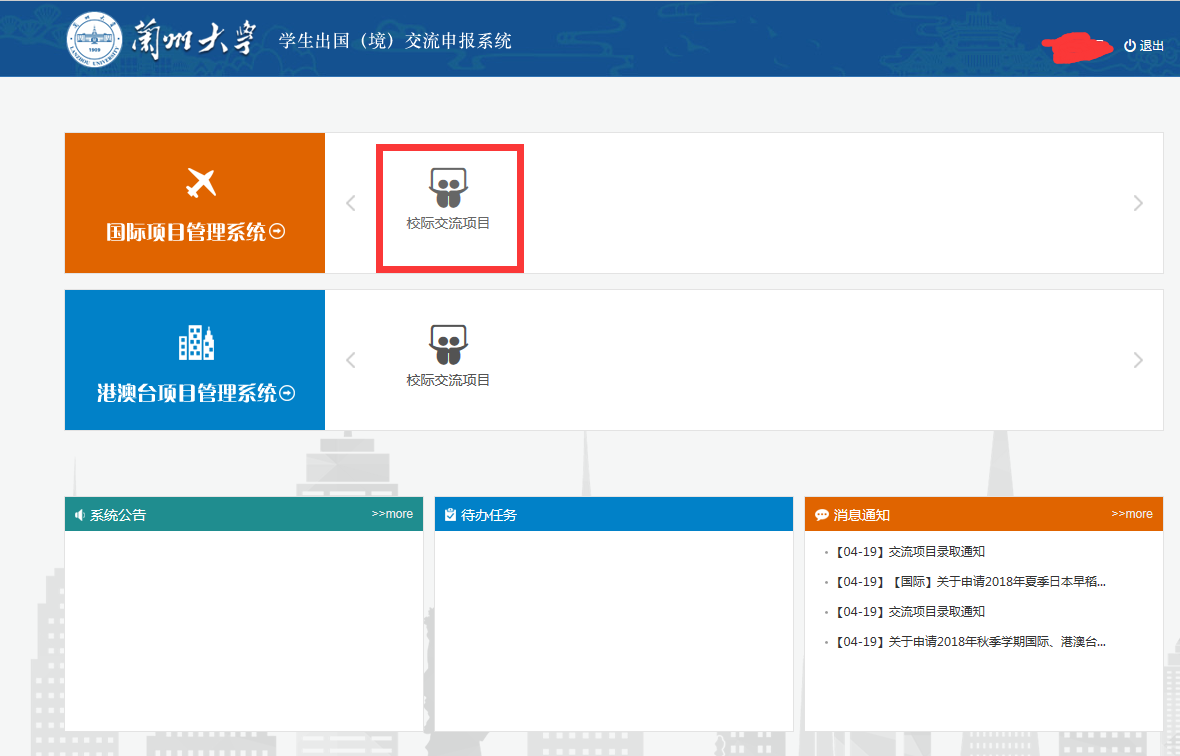 兰州大学
1909
LANZHOU UNIVERSITY
学生出国（境）交流申报系统
退出
国际项目管理系统
校际交流项目
港澳台项目管理系统
校际交流项目
系统公告 >>more
待办任务
消息通知 >>more
【04-19】交流项目录取通知
【04-19】【国际】关于申请2018年夏季日本早稻...
【04-19】交流项目录取通知
【04-19】关于申请2018年秋季学期国际、港澳台...